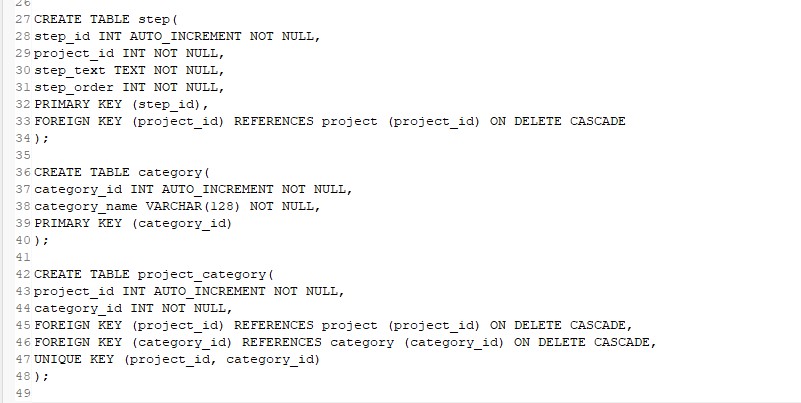 26
27 CREATE TABLE step(
28 step_id INT AUTO_INCREMENT NOT NULL,
29 project_id INT NOT NULL,
30 step_text TEXT NOT NULL,
31 step_order INT NOT NULL,
32 PRIMARY KEY (step_id),
33 FOREIGN KEY (project_id) REFERENCES project (project_id) ON DELETE CASCADE
34 );
35
36 CREATE TABLE category(
37 category_id INT AUTO_INCREMENT NOT NULL,
38 category_name VARCHAR(128) NOT NULL,
39 PRIMARY KEY (category_id)
40 );
41
42 CREATE TABLE project_category(
43 project_id INT AUTO_INCREMENT NOT NULL,
44 category_id INT NOT NULL,
45 FOREIGN KEY (project_id) REFERENCES project (project_id) ON DELETE CASCADE,
46 FOREIGN KEY (category_id) REFERENCES category (category_id) ON DELETE CASCADE,
47 UNIQUE KEY (project_id, category_id)
48 );
49